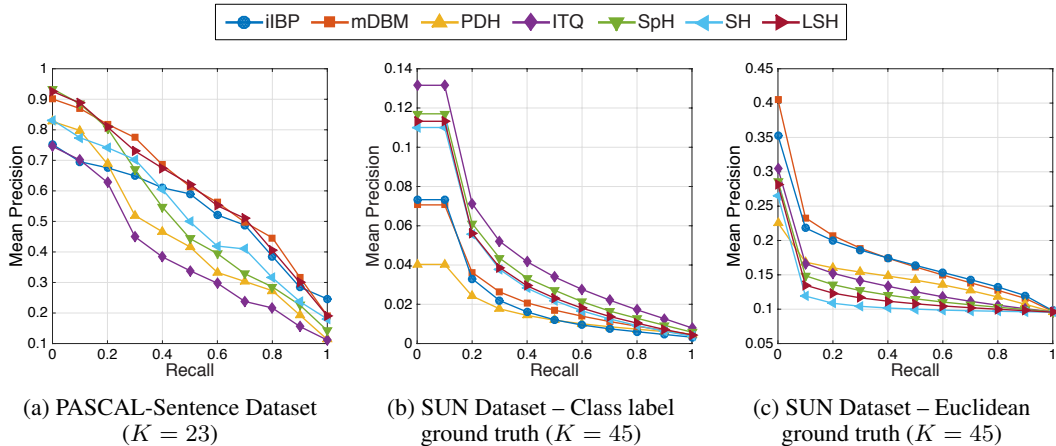 iIBP mDBM PDH ITQ SpH SH LSH
Mean Precision
1
0.9
0.8
0.7
0.6
0.5
0.4
0.3
0.2
0.1
0 0.2 0.4 0.6 0.8 1
Recall
(a) PASCAL-Sentence Dataset
(K = 23)
Mean Precision
0.14
0.12
0.1
0.08
0.06
0.04
0.02
0
0 0.2 0.4 0.6 0.8 1
Recall
(b) SUN Dataset – Class label
ground truth (K = 45)
Mean Precision
0.45
0.4
0.35
0.3
0.25
0.2
0.15
0.1
0.05
0 0.2 0.4 0.6 0.8 1
Recall
(c) SUN Dataset – Euclidean
ground truth (K = 45)